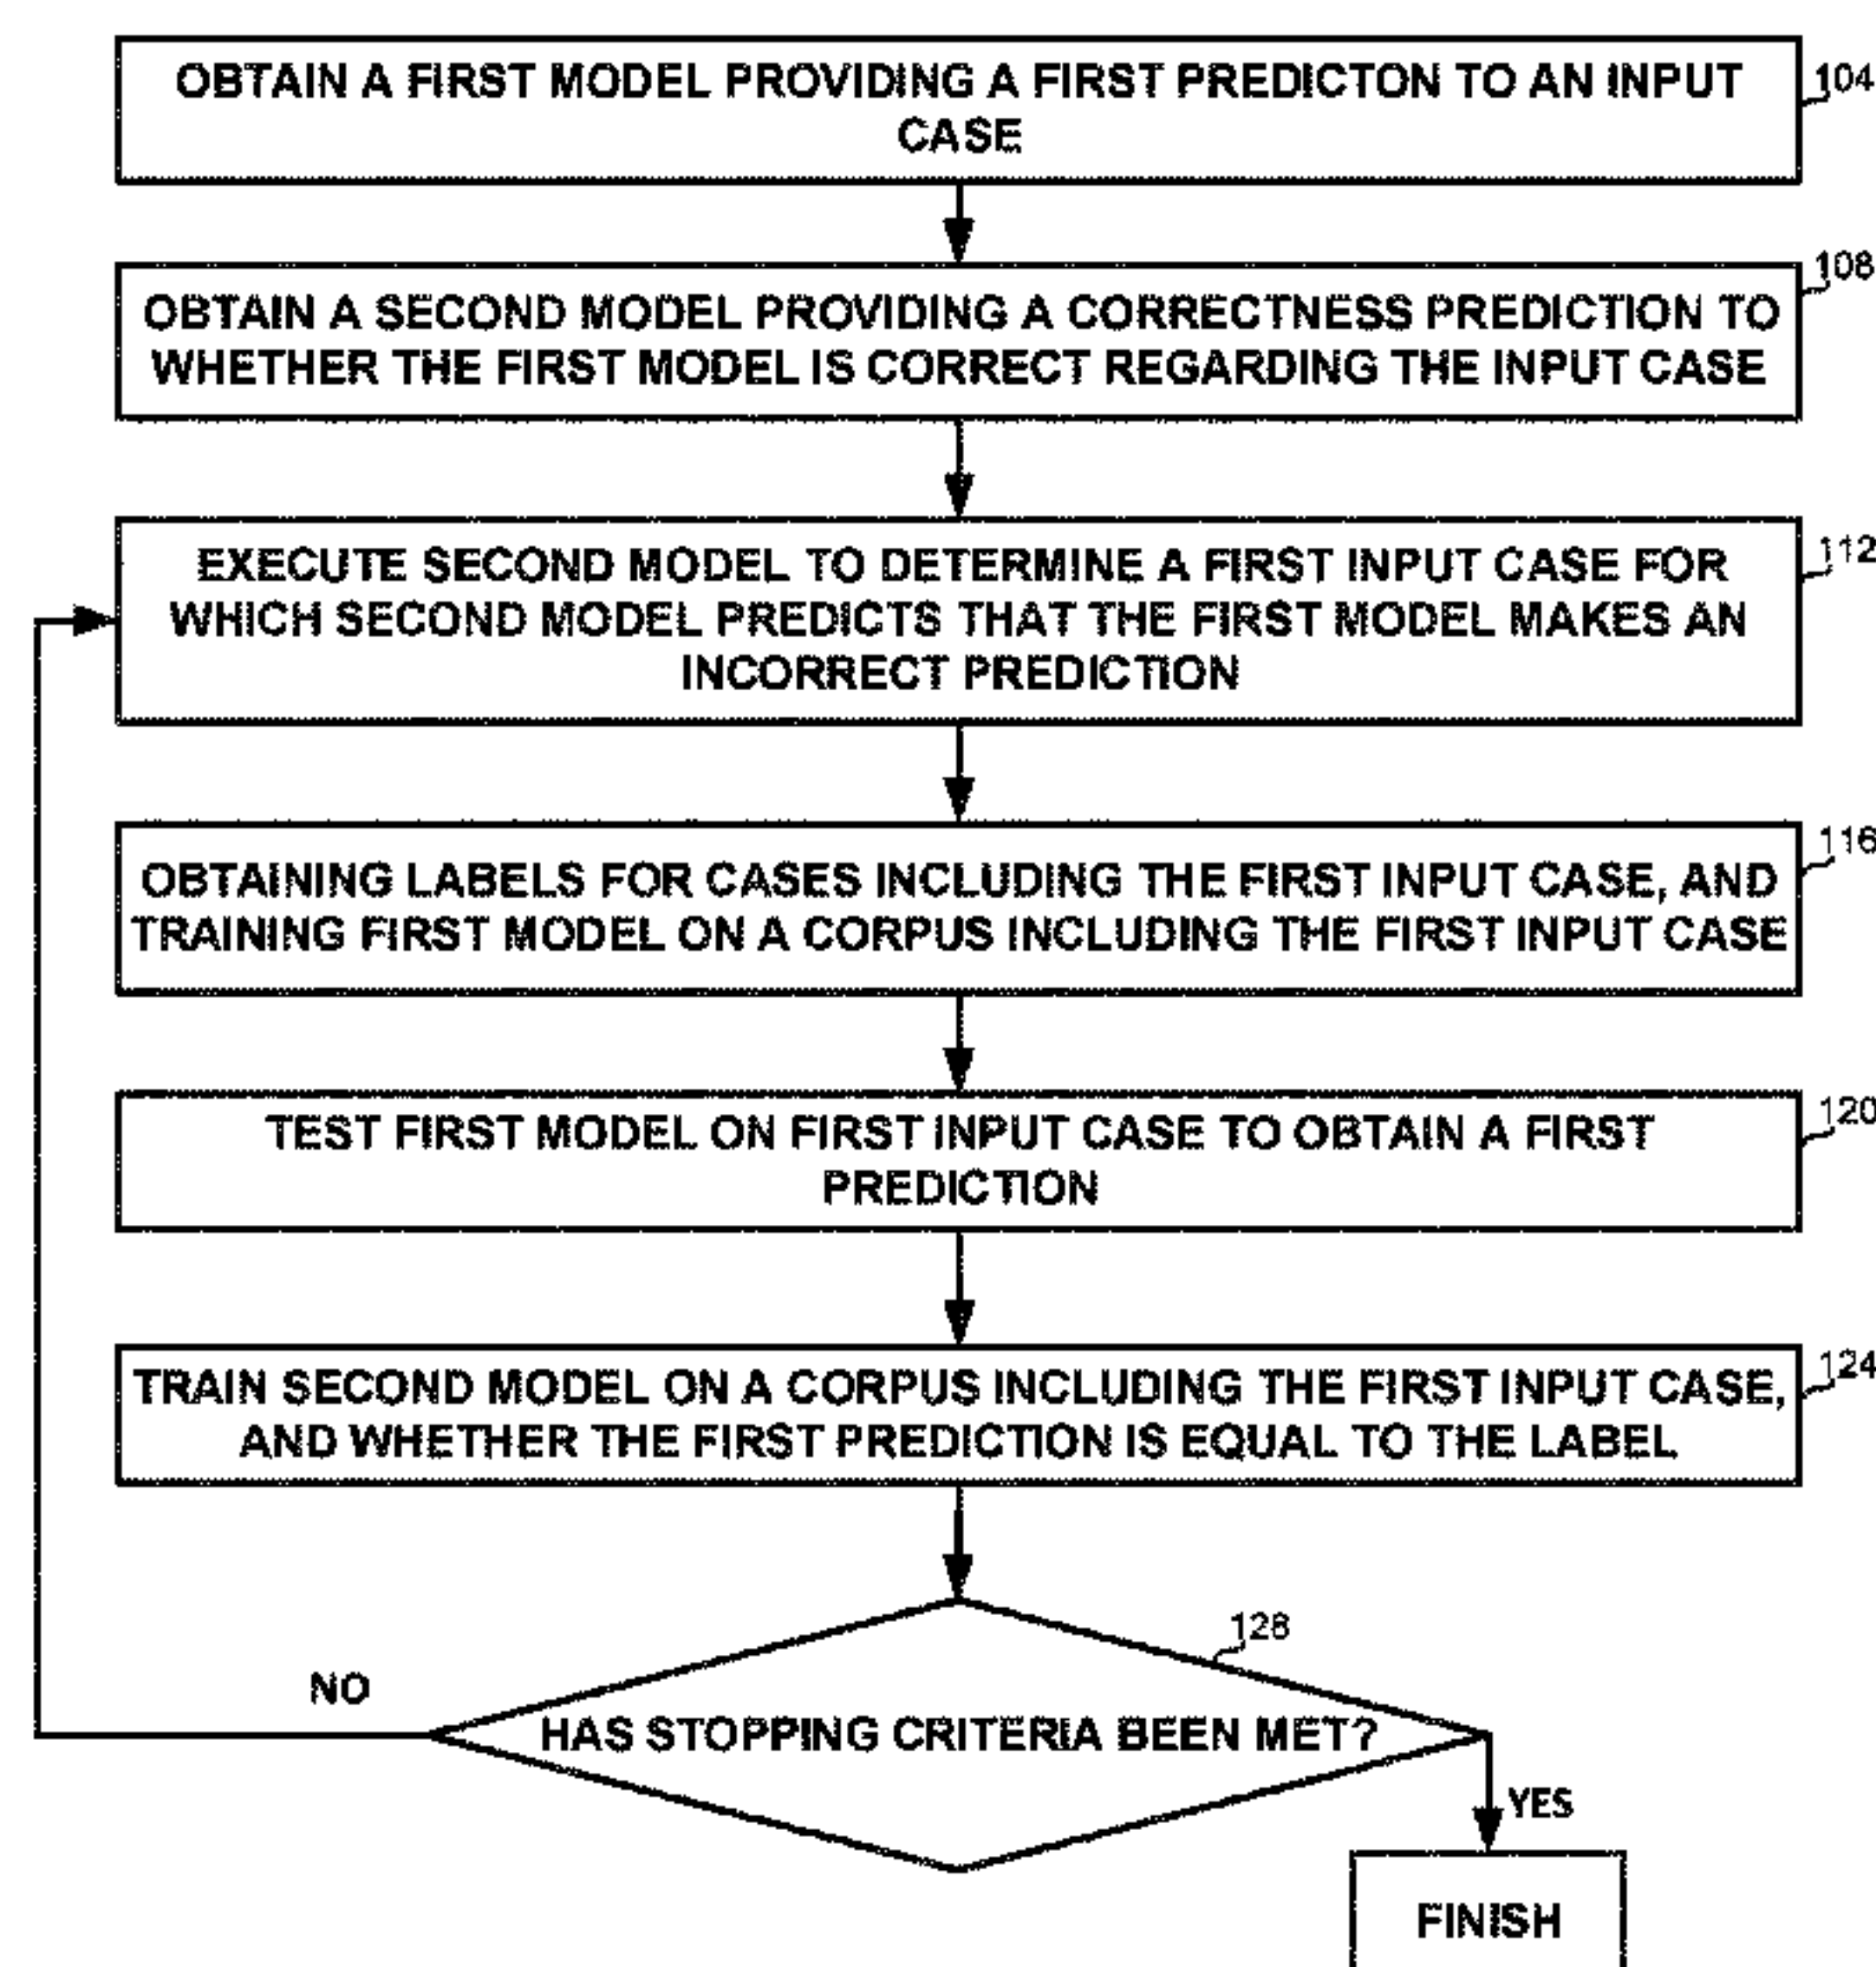 OBTAIN A FIRST MODEL PROVIDING A FIRST PREDICTON TO AN INPUT
CASE
104
OBTAIN A SECOND MODEL PROVIDING A CORRECTNESS PREDICTION TO
WHETHER THE FIRST MODEL IS CORRECT REGARDING THE INPUT CASE
108
EXECUTE SECOND MODEL TO DETERMINE A FIRST INPUT CASE FOR
WHICH SECOND MODEL PREDICTS THAT THE FIRST MODEL MAKES AN
INCORRECT PREDICTION
112
OBTAINING LABELS FOR CASES INCLUDING THE FIRST INPUT CASE, AND
TRAINING FIRST MODEL ON A CORPUS INCLUDING THE FIRST INPUT CASE
116
TEST FIRST MODEL ON FIRST INPUT CASE TO OBTAIN A FIRST
PREDICTION
120
TRAIN SECOND MODEL ON A CORPUS INCLUDING THE FIRST INPUT CASE,
AND WHETHER THE FIRST PREDICTION IS EQUAL TO THE LABEL
124
128
NO
HAS STOPPING CRITERIA BEEN MET?
YES
FINISH